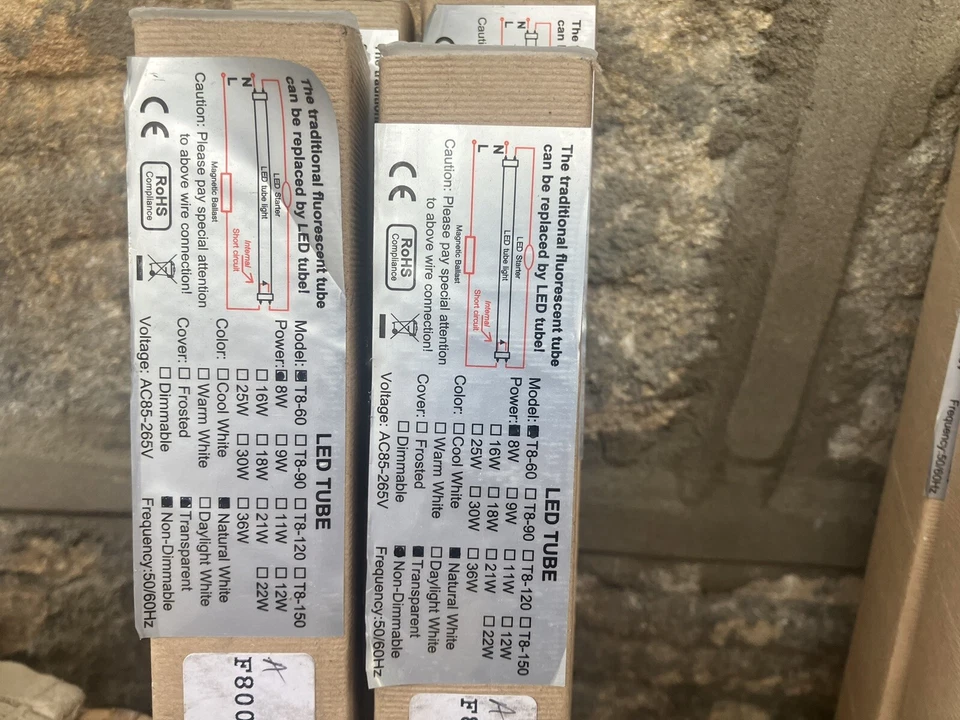 The traditional fluorescent tube
can be replaced by LED tube!
LED Starter
LED tube light
N
L
Magnetic Ballast
Internal
Short circuit
Caution: Please pay special attention
to above wire connection!
CE
RoHS
Compliance
LED TUBE
Model: T8-60 T8-90 T8-120 T8-150
Power: 8W 9W 11W 12W
16W 18W 21W 22W
25W 30W 36W
Color: Cool White Natural White
Warm White Daylight White
Cover: Frosted Transparent
Dimmable Non-Dimmable
Voltage: AC85-265V Frequency:50/60Hz
A
F800
The traditional fluorescent tube
can be replaced by LED tube!
LED Starter
LED tube light
N
L
Magnetic Ballast
Internal
Short circuit
Caution: Please pay special attention
to above wire connection!
CE
RoHS
Compliance
LED TUBE
Model: T8-60 T8-90 T8-120 T8-150
Power: 8W 9W 11W 12W
16W 18W 21W 22W
25W 30W 36W
Color: Cool White Natural White
Warm White Daylight White
Cover: Frosted Transparent
Dimmable Non-Dimmable
Voltage: AC85-265V Frequency:50/60Hz
A
The
N
L
Frequency:50/60Hz